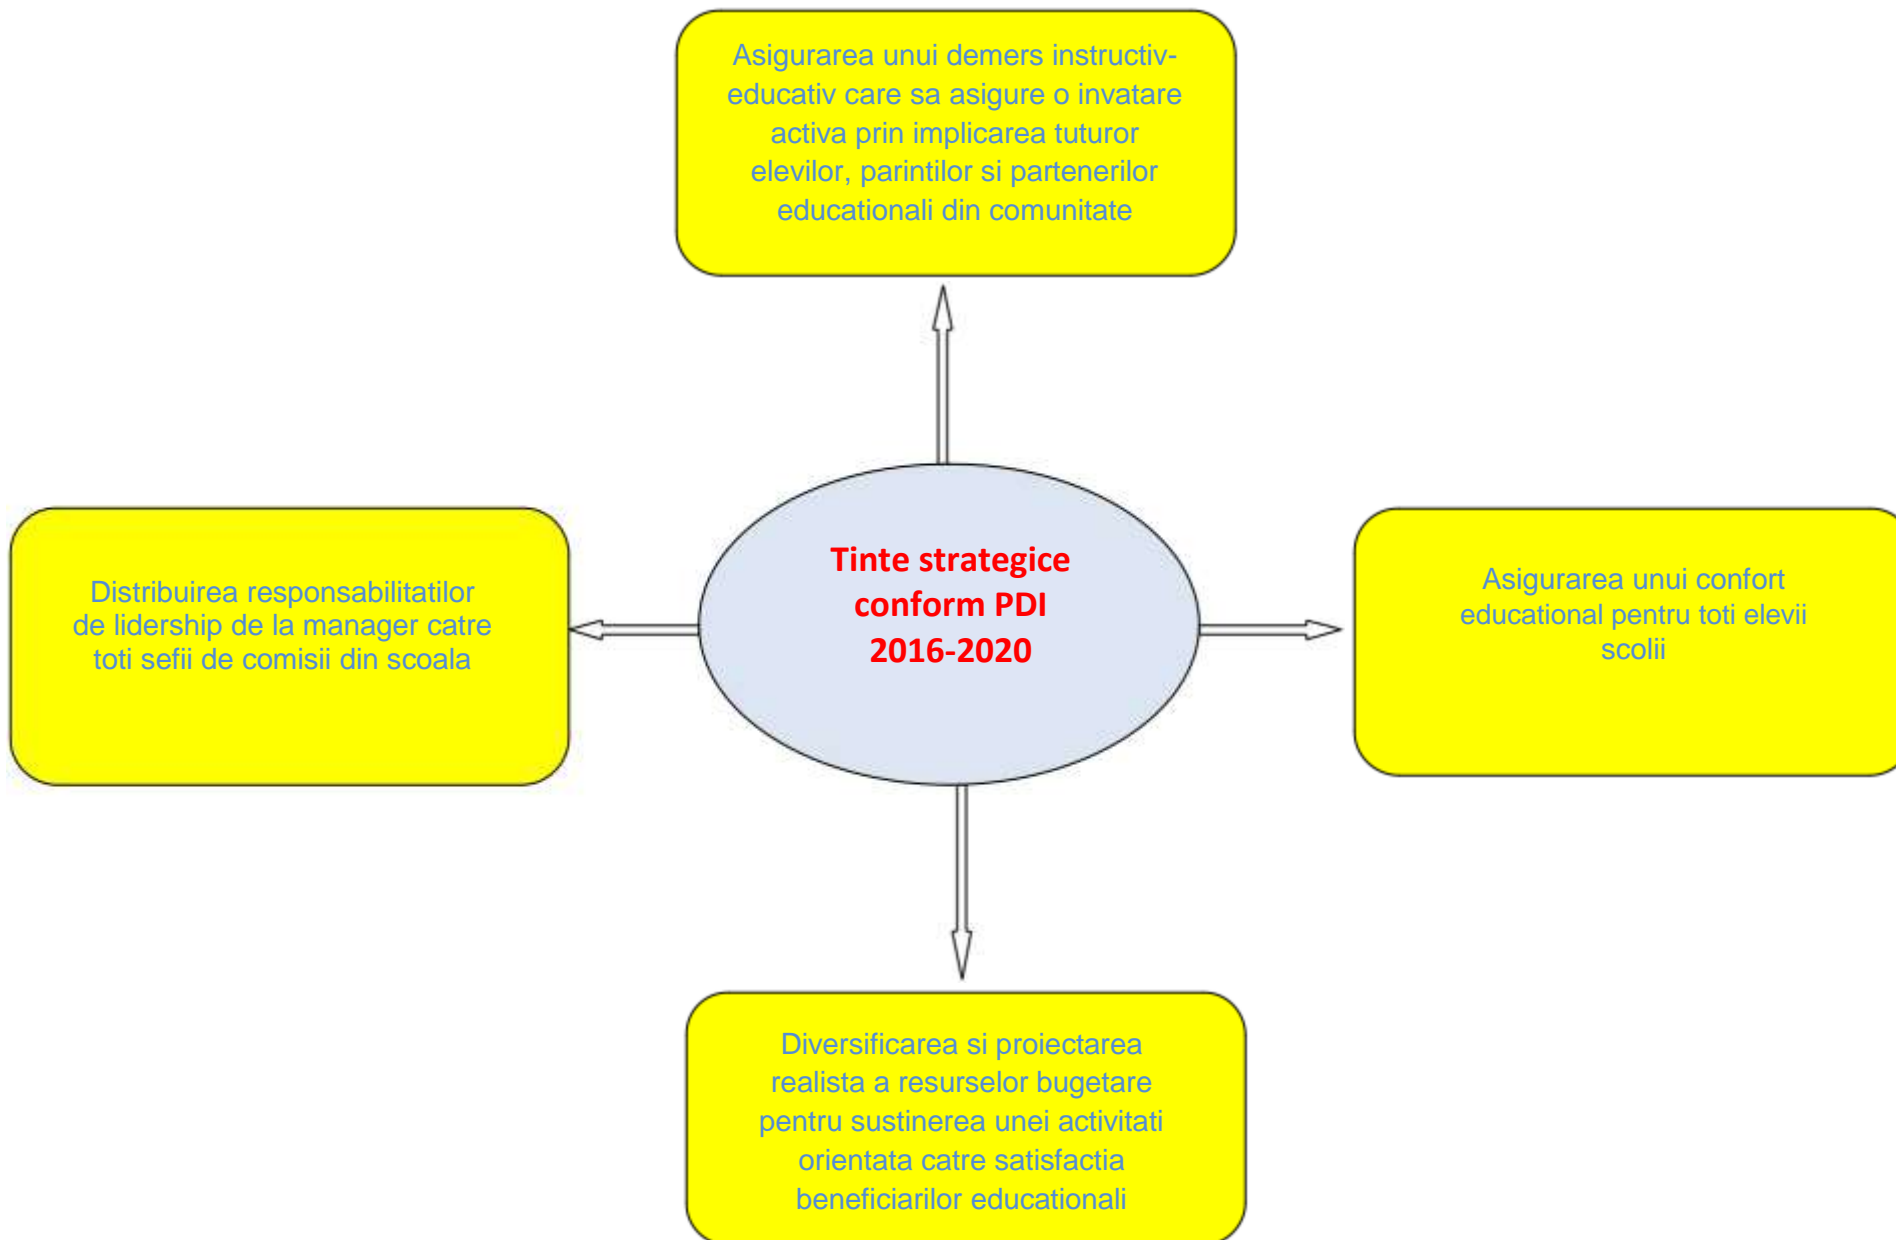 Asigurarea unui demers instructiv-
educativ care sa asigure o invatare
activa prin implicarea tuturor
elevilor, parintilor si partenerilor
educationali din comunitate
Distribuirea responsabilitatilor
de lidership de la manager catre
toti sefii de comisii din scoala
Tinte strategice
conform PDI
2016-2020
Asigurarea unui confort
educational pentru toti elevii
scolii
Diversificarea si proiectarea
realista a resurselor bugetare
pentru sustinerea unei activitati
orientata catre satisfactia
beneficiarilor educationali